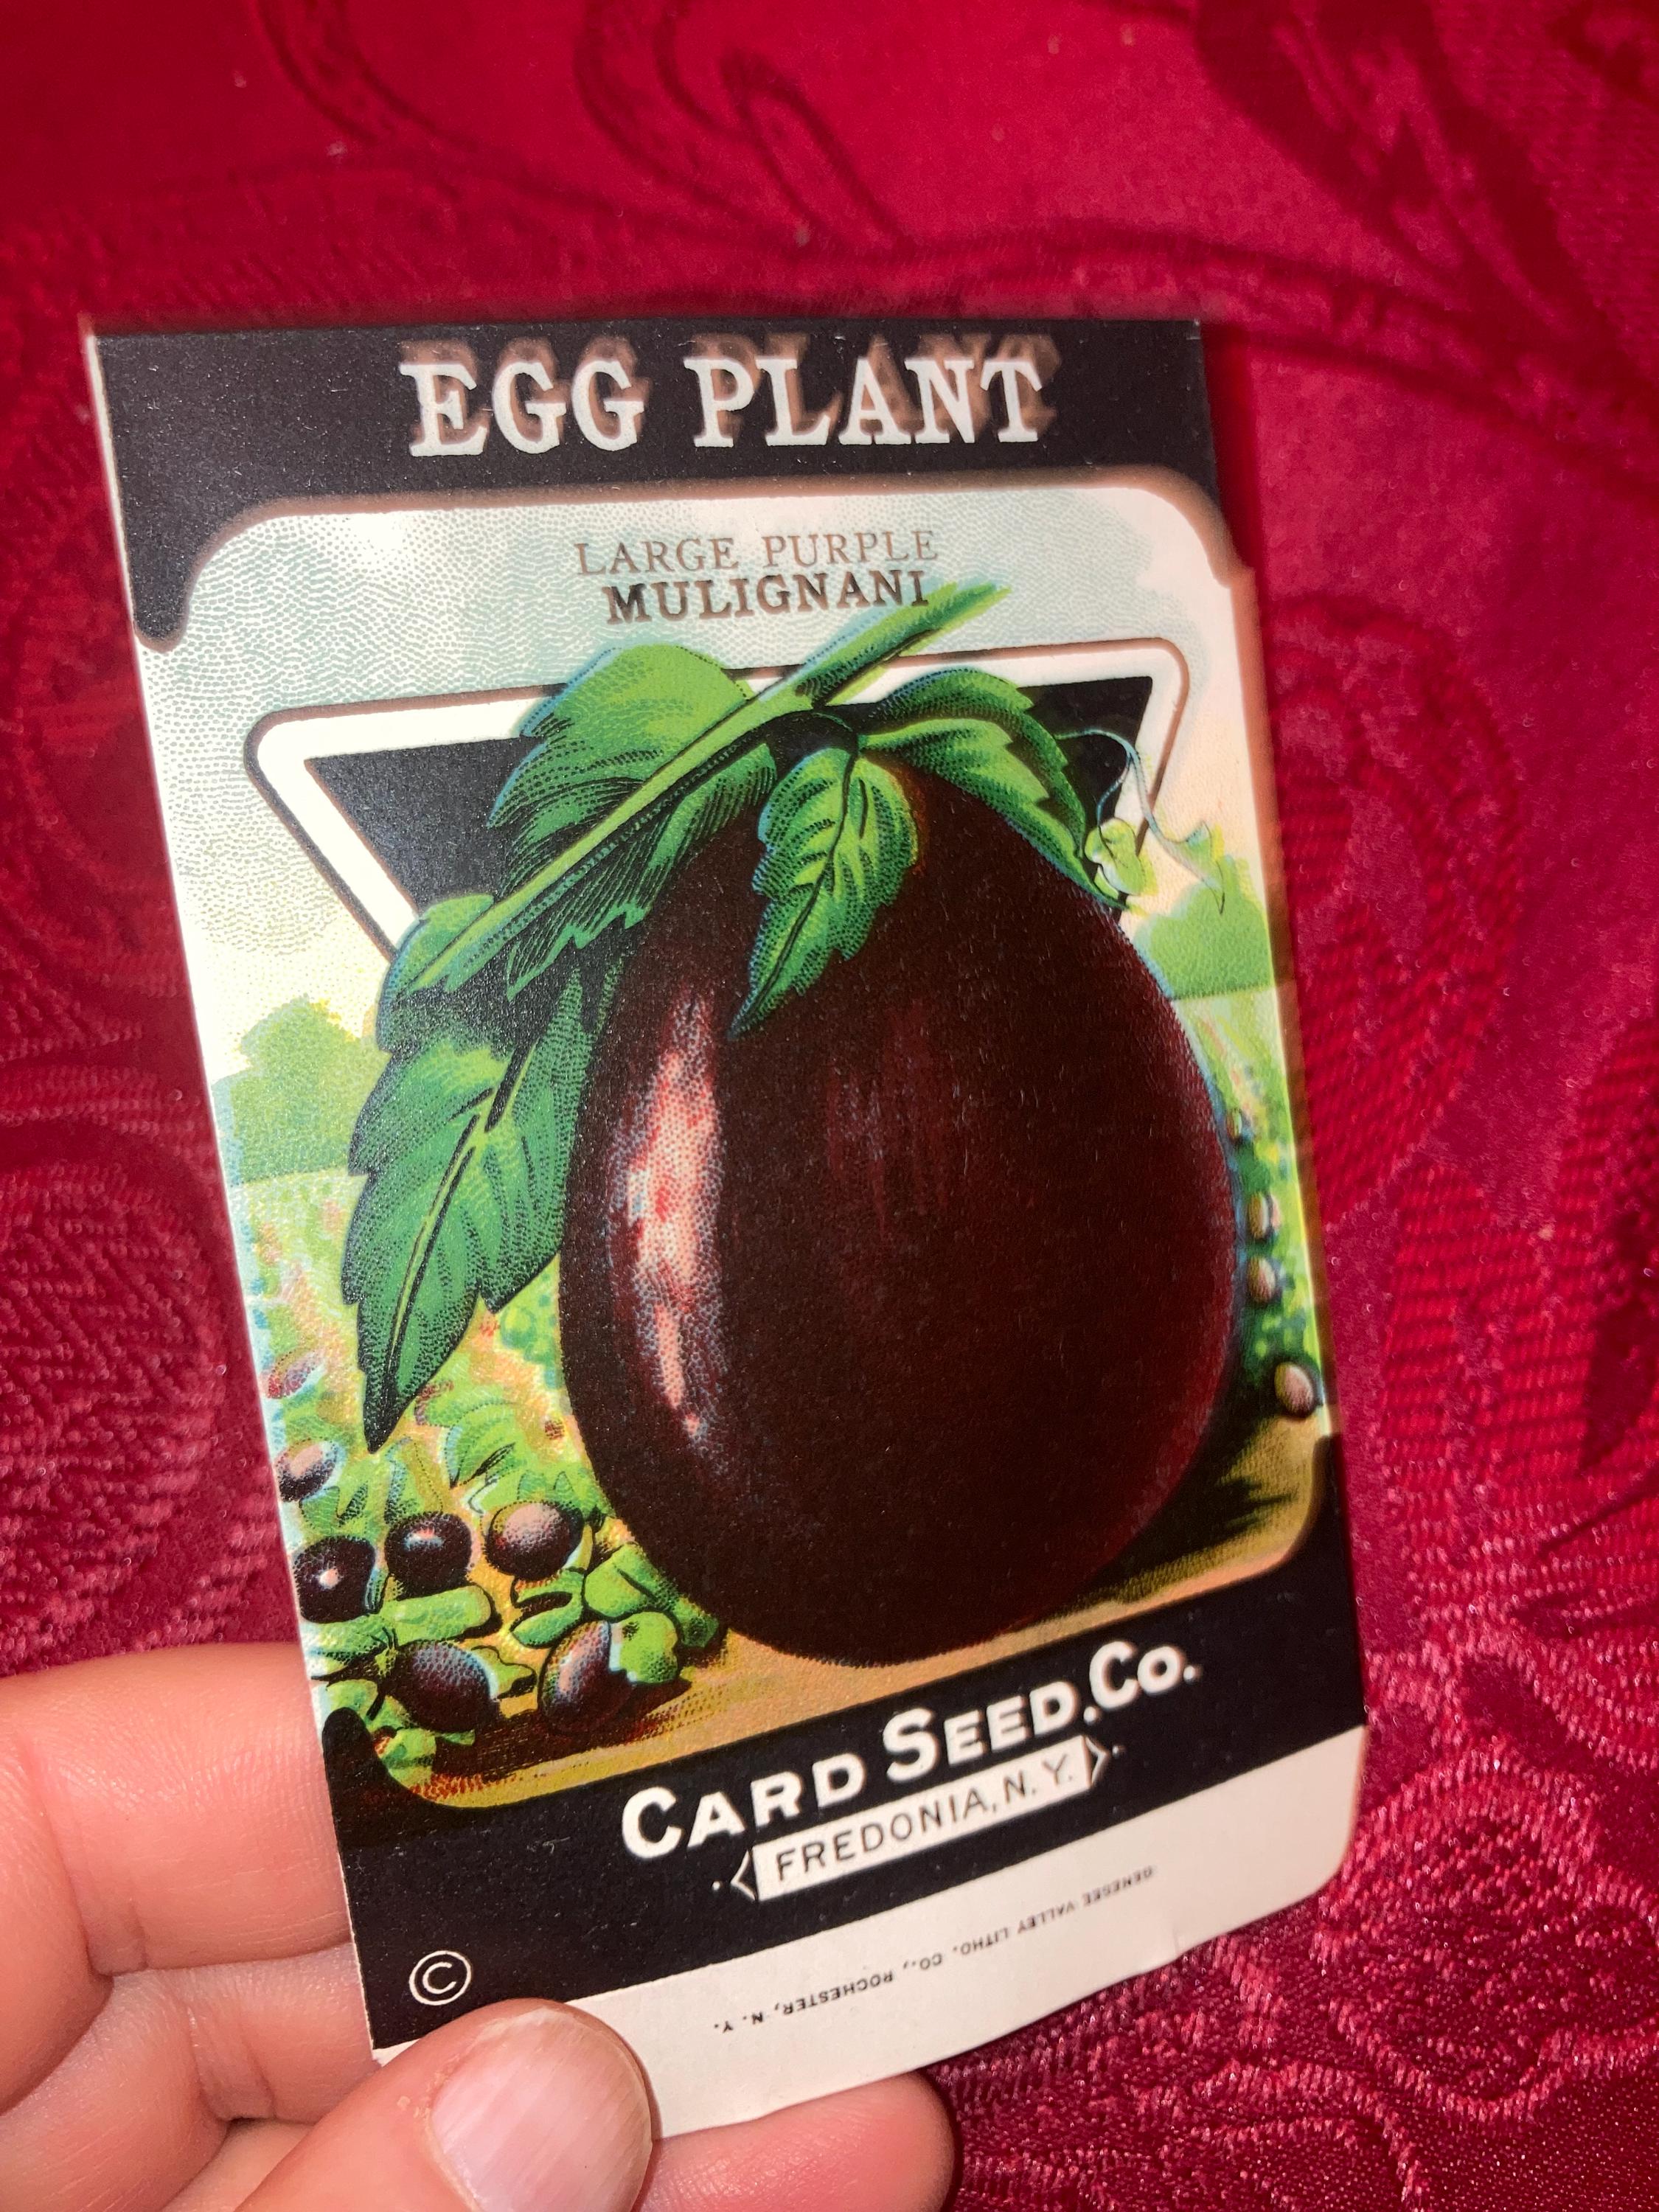 EGG PLANT
LARGE PURPLE
MULIGNANI
CARD SEED Co.
FREDONIA, N. Y.
©
GENESEE VALLEY LITHO. CO., ROCHESTER, N. Y.